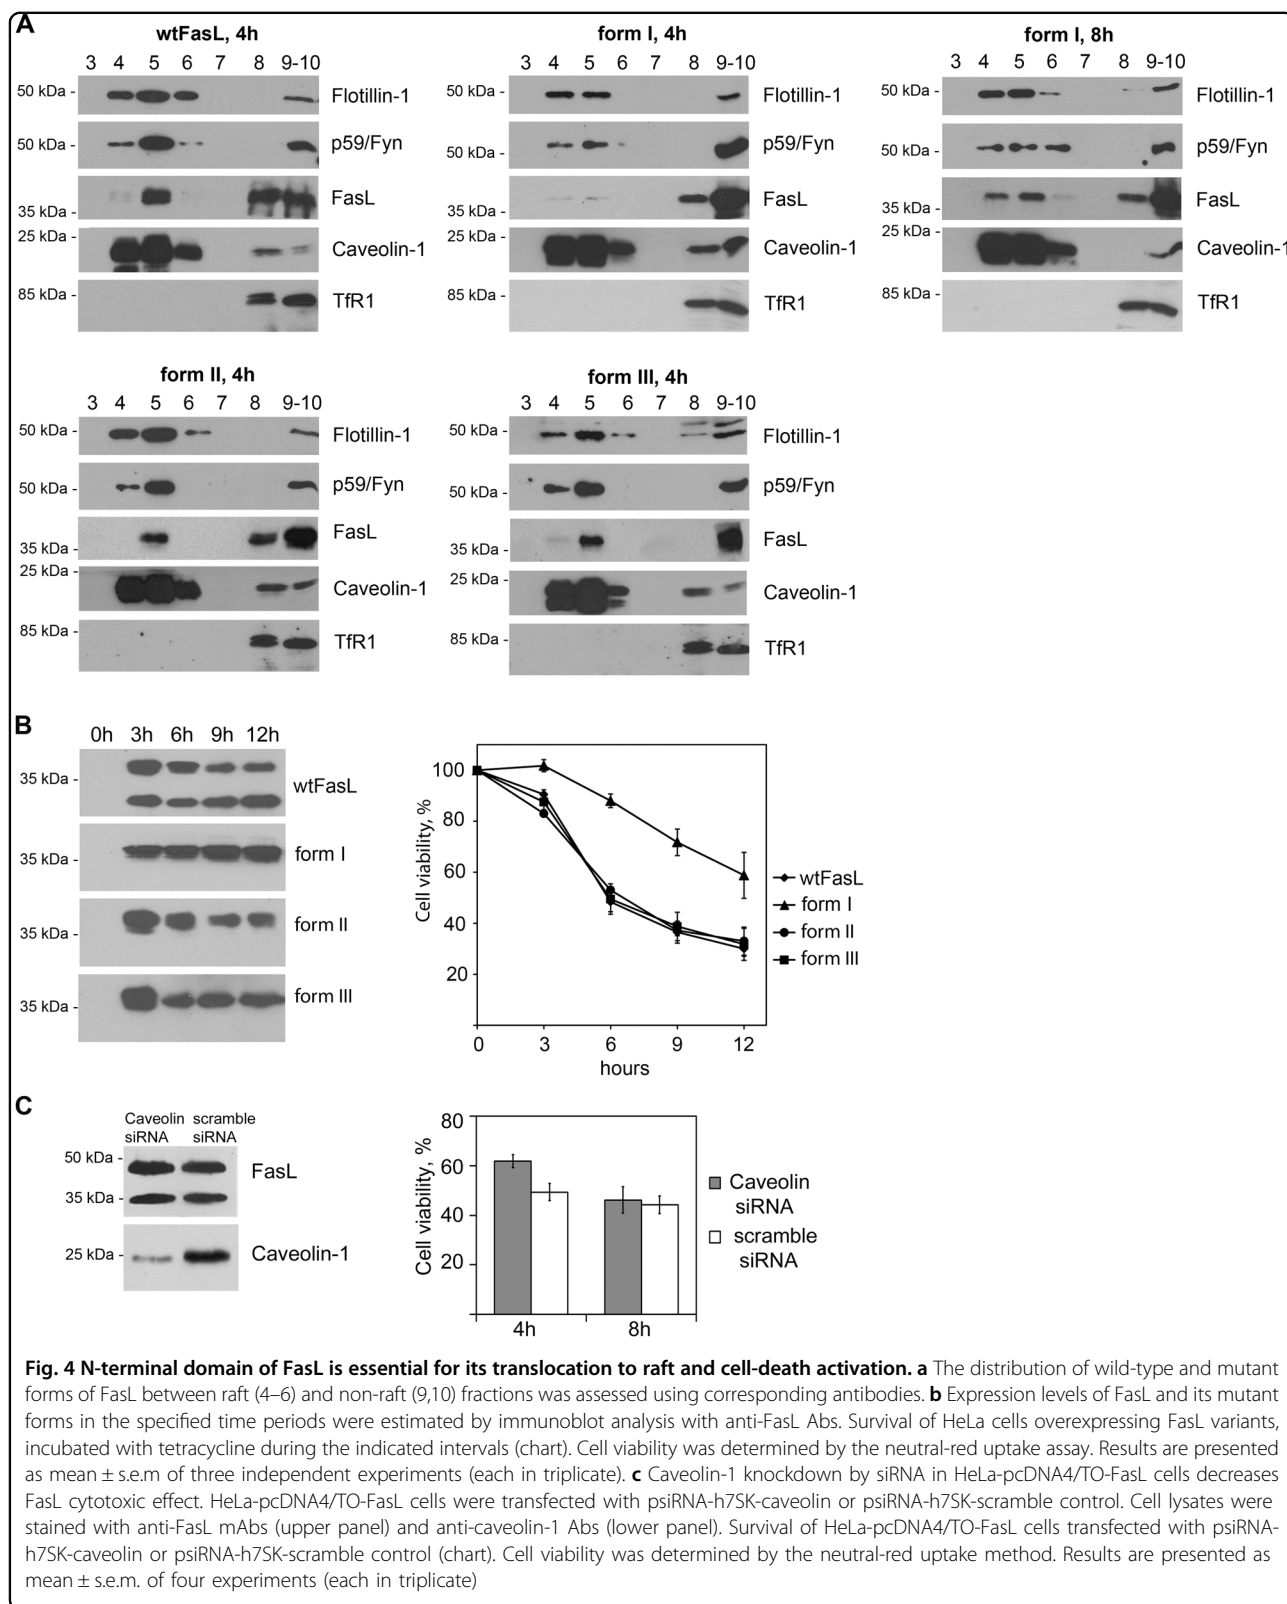 A
wtFasL, 4h
3 4 5 6 7 8 9-10
50 kDa - Flotillin-1
50 kDa - p59/Fyn
35 kDa - FasL
25 kDa - Caveolin-1
85 kDa - TfR1
form I, 4h
3 4 5 6 7 8 9-10
50 kDa - Flotillin-1
50 kDa - p59/Fyn
35 kDa - FasL
25 kDa - Caveolin-1
85 kDa - TfR1
form I, 8h
3 4 5 6 7 8 9-10
50 kDa - Flotillin-1
50 kDa - p59/Fyn
35 kDa - FasL
25 kDa - Caveolin-1
85 kDa - TfR1
form II, 4h
3 4 5 6 7 8 9-10
50 kDa - Flotillin-1
50 kDa - p59/Fyn
35 kDa - FasL
25 kDa - Caveolin-1
85 kDa - TfR1
form III, 4h
3 4 5 6 7 8 9-10
50 kDa - Flotillin-1
50 kDa - p59/Fyn
35 kDa - FasL
25 kDa - Caveolin-1
85 kDa - TfR1
B
0h 3h 6h 9h 12h
35 kDa - wtFasL
35 kDa - form I
35 kDa - form II
35 kDa - form III
Cell viability, %
100
80
60
40
20
0 3 6 9 12
hours
wtFasL
form I
form II
form III
C
Caveolin scramble
siRNA siRNA
50 kDa -
FasL
35 kDa -
25 kDa - Caveolin-1
Cell viability, %
80
60
40
20
4h 8h
Caveolin
siRNA
scramble
siRNA
Fig. 4 N-terminal domain of FasL is essential for its translocation to raft and cell-death activation. a The distribution of wild-type and mutant
forms of FasL between raft (4–6) and non-raft (9,10) fractions was assessed using corresponding antibodies. b Expression levels of FasL and its mutant
forms in the specified time periods were estimated by immunoblot analysis with anti-FasL Abs. Survival of HeLa cells overexpressing FasL variants,
incubated with tetracycline during the indicated intervals (chart). Cell viability was determined by the neutral-red uptake assay. Results are presented
as mean ± s.e.m of three independent experiments (each in triplicate). c Caveolin-1 knockdown by siRNA in HeLa-pcDNA4/TO-FasL cells decreases
FasL cytotoxic effect. HeLa-pcDNA4/TO-FasL cells were transfected with psiRNA-h7SK-caveolin or psiRNA-h7SK-scramble control. Cell lysates were
stained with anti-FasL mAbs (upper panel) and anti-caveolin-1 Abs (lower panel). Survival of HeLa-pcDNA4/TO-FasL cells transfected with psiRNA-
h7SK-caveolin or psiRNA-h7SK-scramble control (chart). Cell viability was determined by the neutral-red uptake method. Results are presented as
mean ± s.e.m. of four experiments (each in triplicate)